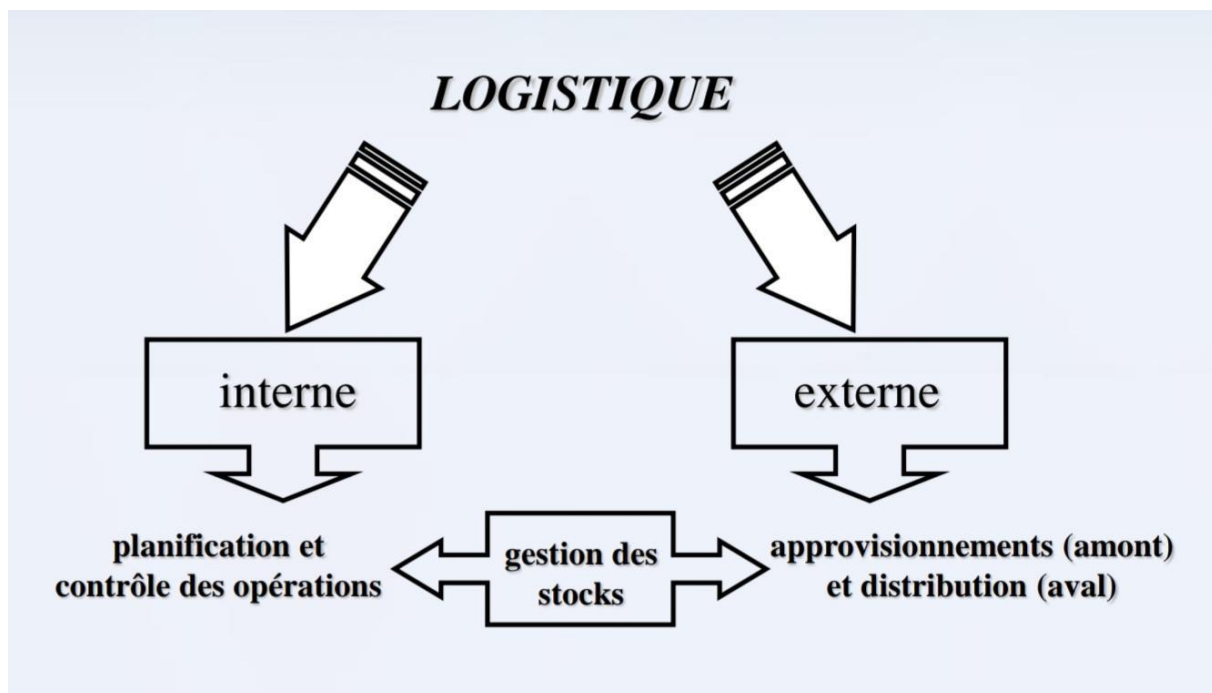 LOGISTIQUE
interne
externe
planification et
contrôle des opérations
gestion des
stocks
approvisionnements (amont)
et distribution (aval)